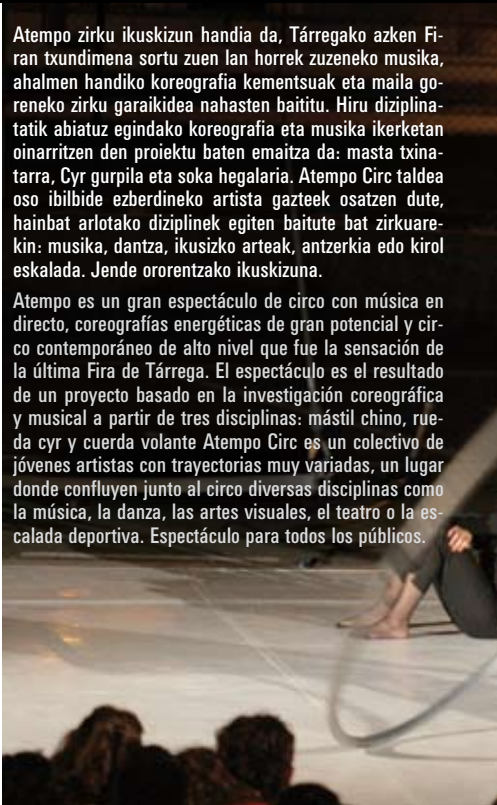 Atempo zirku ikuskizun handia da, Tárregako azken Fi-
ran txundimena sortu zuen lan horrek zuzeneko musika,
ahalmen handiko koreografia kementsuak eta maila go-
reneko zirku garaikidea nahasten baititu. Hiru diziplina-
tatik abiatuz egindako koreografia eta musika ikerketan
oinarritzen den proiektu baten emaitza da: masta txina-
tarra, Cyr gurpila eta soka hegalaria. Atempo Circ taldea
oso ibilbide ezberdineko artista gazteek osatzen dute,
hainbat arlotako diziplinek egiten baitute bat zirkuare-
kin: musika, dantza, ikusizko arteak, antzerkia edo kirol
eskalada. Jende ororentzako ikuskizuna.
Atempo es un gran espectáculo de circo con música en
directo, coreografías energéticas de gran potencial y cir-
co contemporáneo de alto nivel que fue la sensación de
la última Fira de Tárrega. El espectáculo es el resultado
de un proyecto basado en la investigación coreográfica
y musical a partir de tres disciplinas: mástil chino, rue-
da cyr y cuerda volante Atempo Circ es un colectivo de
jóvenes artistas con trayectorias muy variadas, un lugar
donde confluyen junto al circo diversas disciplinas como
la música, la danza, las artes visuales, el teatro o la es-
calada deportiva. Espectáculo para todos los públicos.